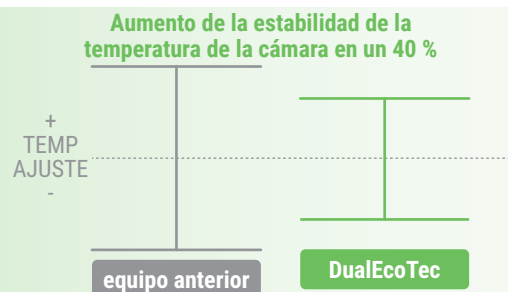 Aumento de la estabilidad de la
temperatura de la cámara en un 40 %
+
TEMP
AJUSTE
-
equipo anterior
DualEcoTec